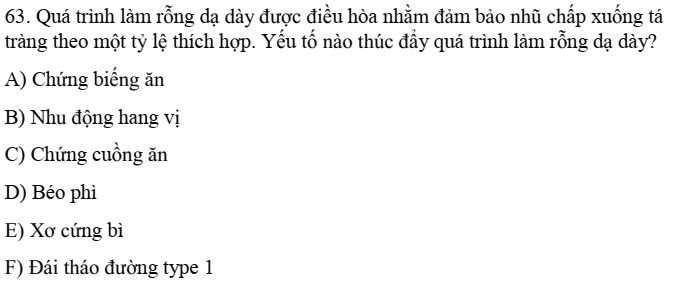 63. Quá trình làm rỗng dạ dày được điều hòa nhằm đảm bảo nhũ chấp xuống tá
tràng theo một tỷ lệ thích hợp. Yếu tố nào thúc đẩy quá trình làm rỗng dạ dày?
A) Chứng biếng ăn
B) Nhu động hang vị
C) Chứng cuồng ăn
D) Béo phì
E) Xơ cứng bì
F) Đái tháo đường type 1